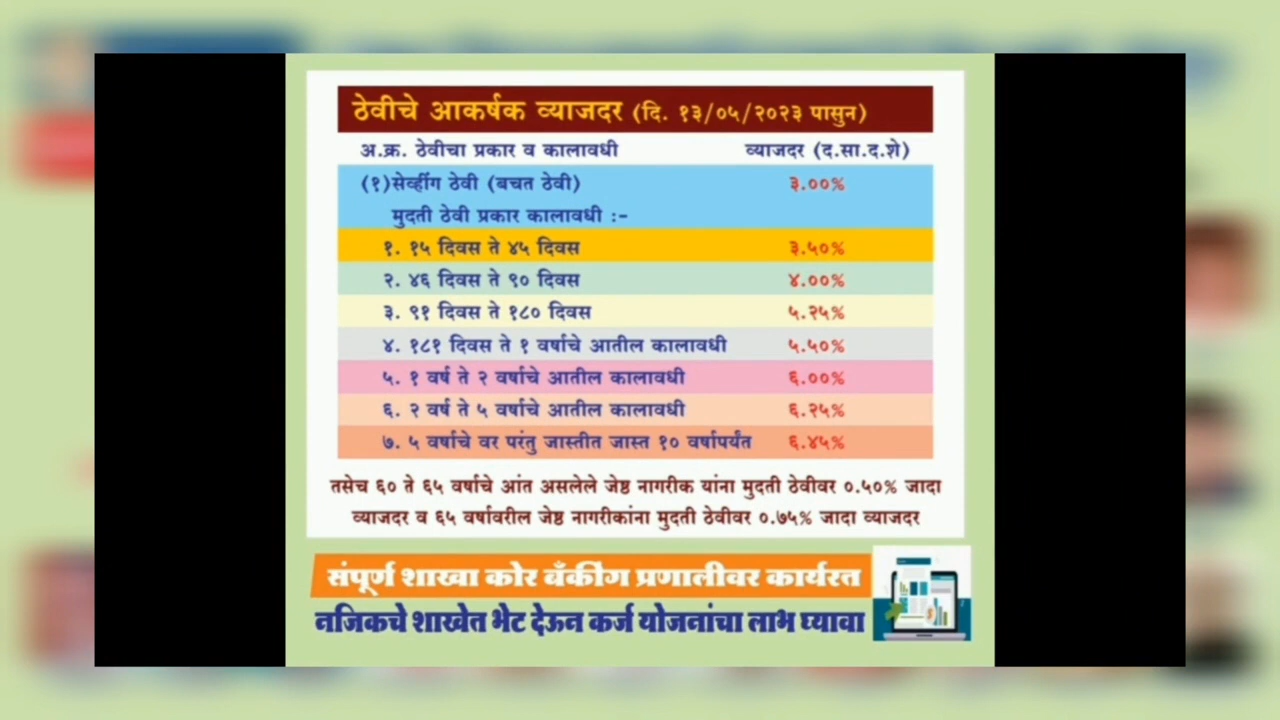 ठेवीचे आकर्षक व्याजदर (दि. १३/०५/२०२३ पासुन)
अ.क्र. ठेवीचा प्रकार व कालावधी व्याजदर (द.सा.द.शे)
(१)सेव्हींग ठेवी (बचत ठेवी) ३.००%
मुदती ठेवी प्रकार कालावधी :-
१. १५ दिवस ते ४५ दिवस ३.५०%
२. ४६ दिवस ते ९० दिवस ४.००%
३. ९१ दिवस ते १८० दिवस ५.२५%
४. १८१ दिवस ते १ वर्षाचे आतील कालावधी ५.५०%
५. १ वर्ष ते २ वर्षाचे आतील कालावधी ६.००%
६. २ वर्ष ते ५ वर्षाचे आतील कालावधी ६.२५%
७. ५ वर्षाचे वर परंतु जास्तीत जास्त १० वर्षापर्यंत ६.४५%
तसेच ६० ते ६५ वर्षाचे आंत असलेले जेष्ठ नागरीक यांना मुदती ठेवीवर ०.५०% जादा
व्याजदर व ६५ वर्षावरील जेष्ठ नागरीकांना मुदती ठेवीवर ०.७५% जादा व्याजदर
संपूर्ण शाखा कोर बँकींग प्रणालीवर कार्यरत
नजिकचे शाखेत भेट देऊन कर्ज योजनांचा लाभ घ्यावा